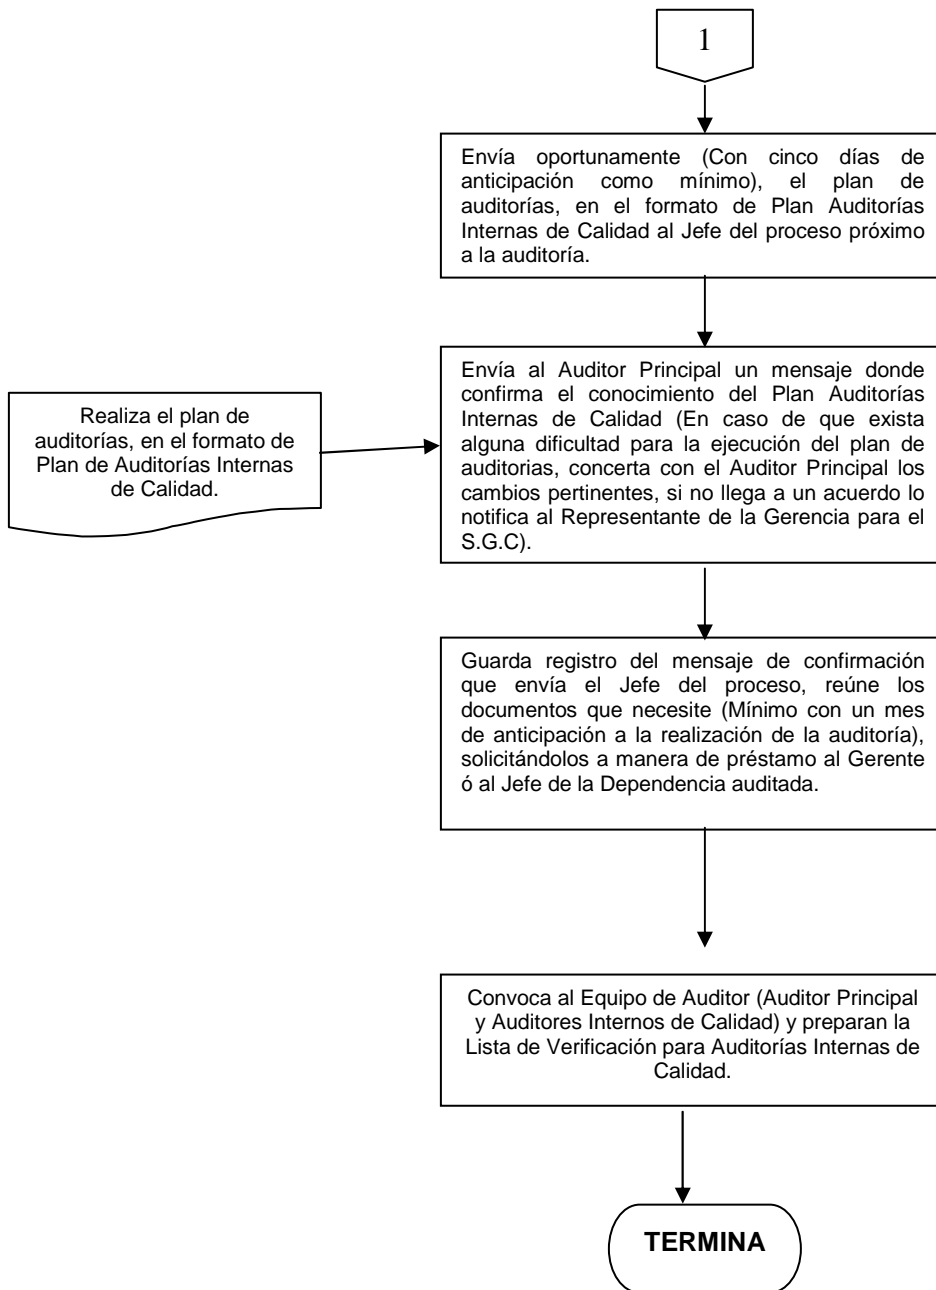 1
Envía oportunamente (Con cinco días de
anticipación como mínimo), el plan de
auditorías, en el formato de Plan Auditorías
Internas de Calidad al Jefe del proceso próximo
a la auditoría.
Realiza el plan de
auditorías, en el formato de
Plan de Auditorías Internas
de Calidad.
Envía al Auditor Principal un mensaje donde
confirma el conocimiento del Plan Auditorías
Internas de Calidad (En caso de que exista
alguna dificultad para la ejecución del plan de
auditorias, concerta con el Auditor Principal los
cambios pertinentes, si no llega a un acuerdo lo
notifica al Representante de la Gerencia para el
S.G.C).
Guarda registro del mensaje de confirmación
que envía el Jefe del proceso, reúne los
documentos que necesite (Mínimo con un mes
de anticipación a la realización de la auditoría),
solicitándolos a manera de préstamo al Gerente
ó al Jefe de la Dependencia auditada.
Convoca al Equipo de Auditor (Auditor Principal
y Auditores Internos de Calidad) y preparan la
Lista de Verificación para Auditorías Internas de
Calidad.
TERMINA